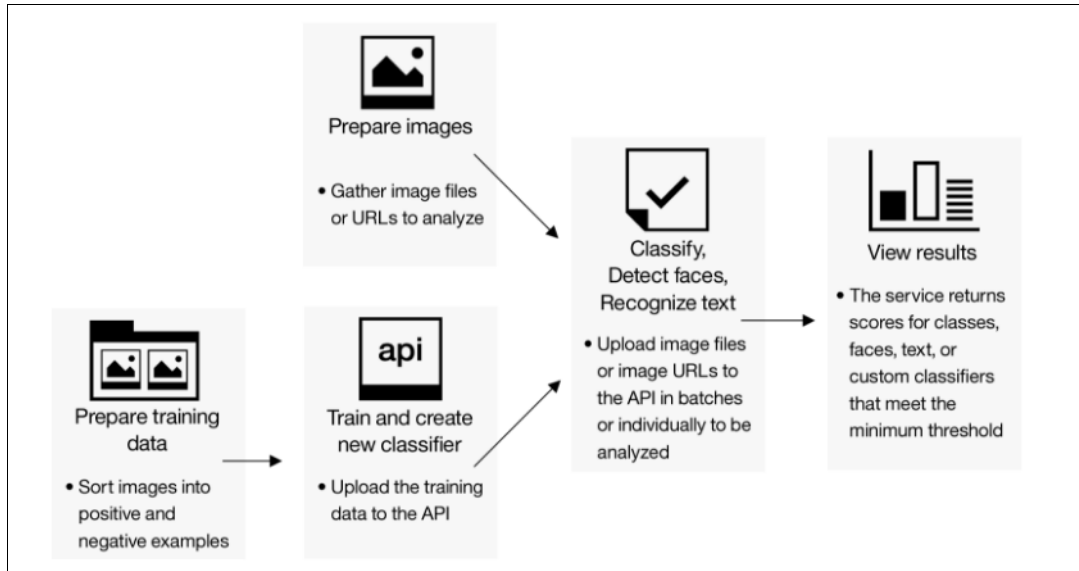 Prepare images
• Gather image files
or URLs to analyze
Prepare training
data
• Sort images into
positive and
negative examples
api
Train and create
new classifier
• Upload the training
data to the API
Classify,
Detect faces,
Recognize text
• Upload image files
or image URLs to
the API in batches
or individually to be
analyzed
View results
• The service returns
scores for classes,
faces, text, or
custom classifiers
that meet the
minimum threshold